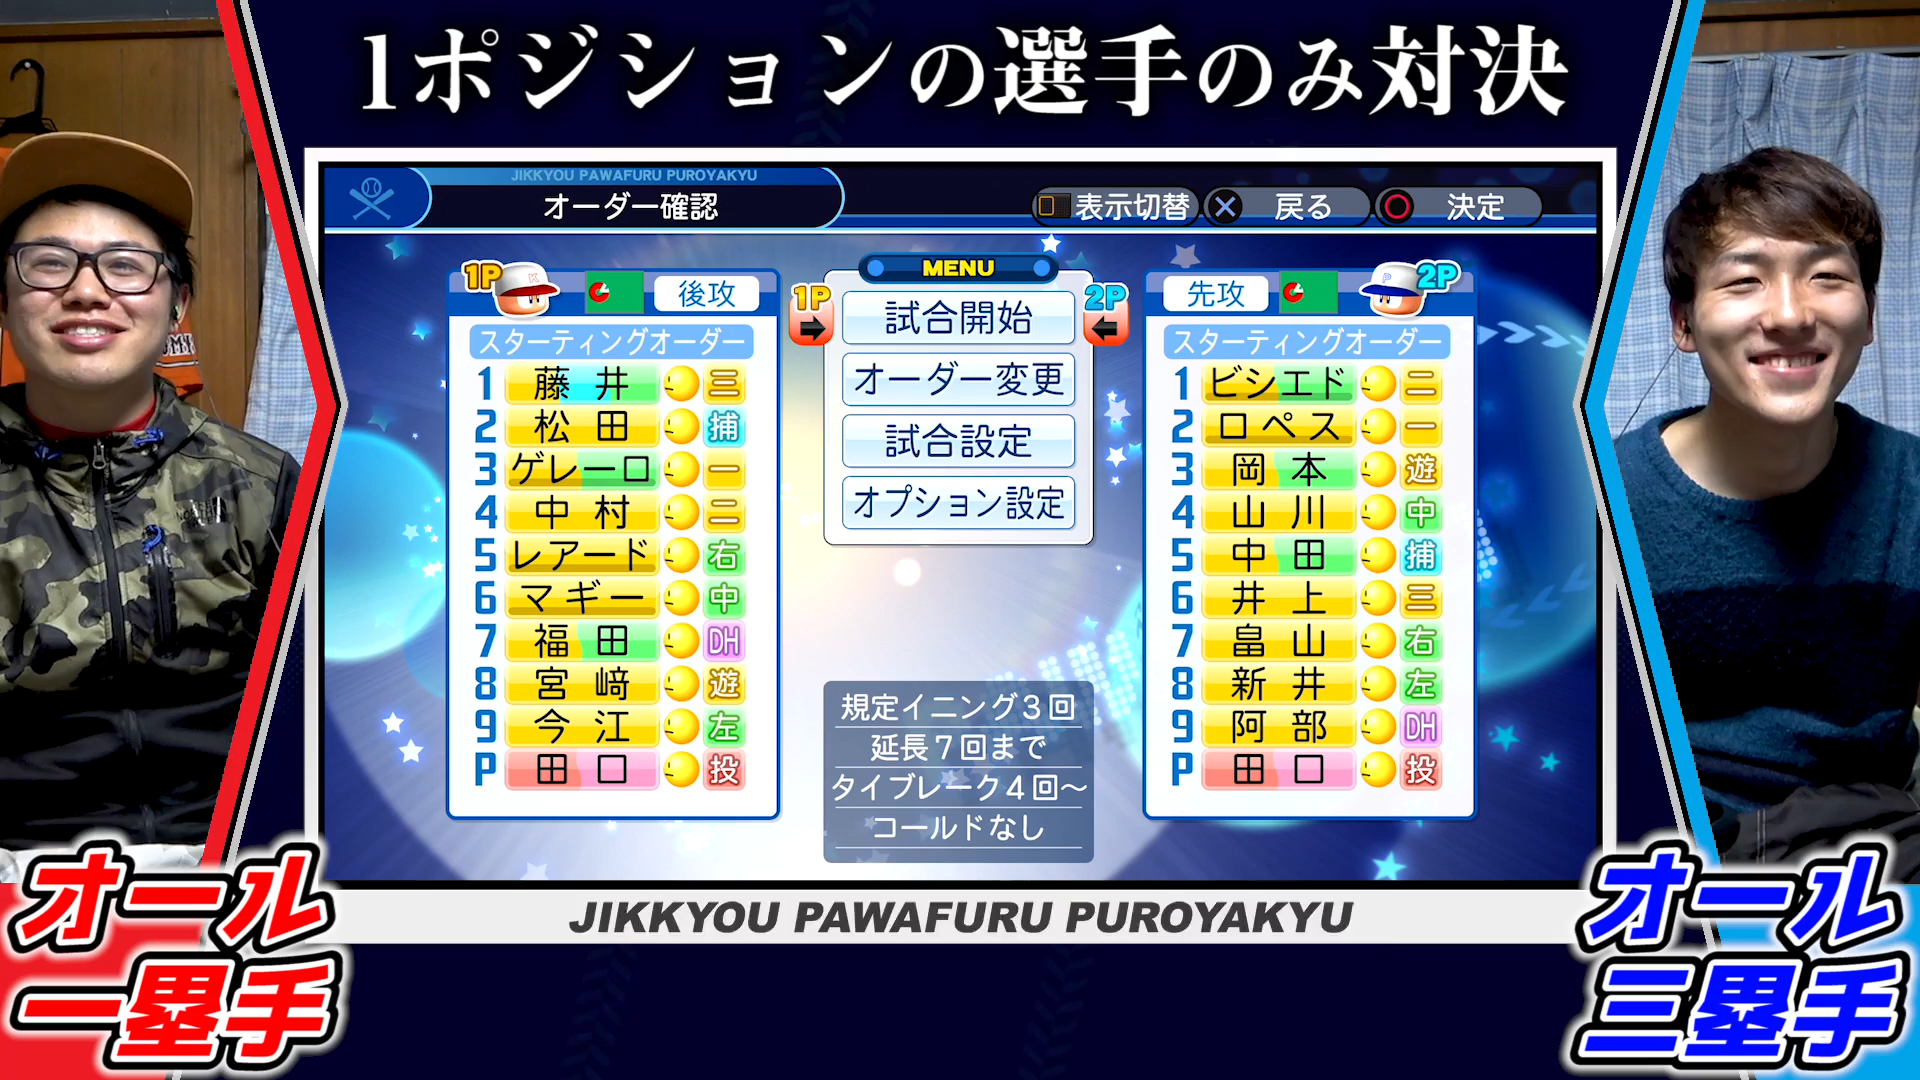 1ポジションの選手のみ対決
JIKKYOU PAWAFURU PUROYAKYU
オーダー確認
表示切替
戻る
決定
1P
後攻
スターティングオーダー
1 藤井 三
2 松田 捕
3 ゲレーロ 一
4 中村 二
5 レアード 右
6 マギー 中
7 福田 DH
8 宮﨑 遊
9 今江 左
P 田口 投
1P
MENU
2P
試合開始
オーダー変更
試合設定
オプション設定
規定イニング3回
延長7回まで
タイブレーク4回~
コールドなし
先攻
2P
スターティングオーダー
1 ビシエド 二
2 ロペス 一
3 岡本 遊
4 山川 中
5 中田 捕
6 井上 三
7 畠山 右
8 新井 左
9 阿部 DH
P 田口 投
オール
一塁手
JIKKYOU PAWAFURU PUROYAKYU
オール
三塁手